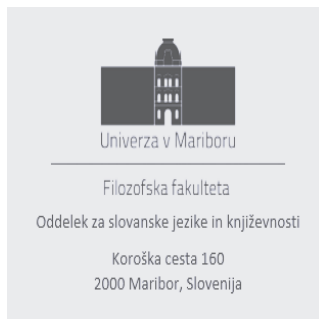 Univerza v Mariboru
Filozofska fakulteta
Oddelek za slovanske jezike in književnosti
Koroška cesta 160
2000 Maribor, Slovenija